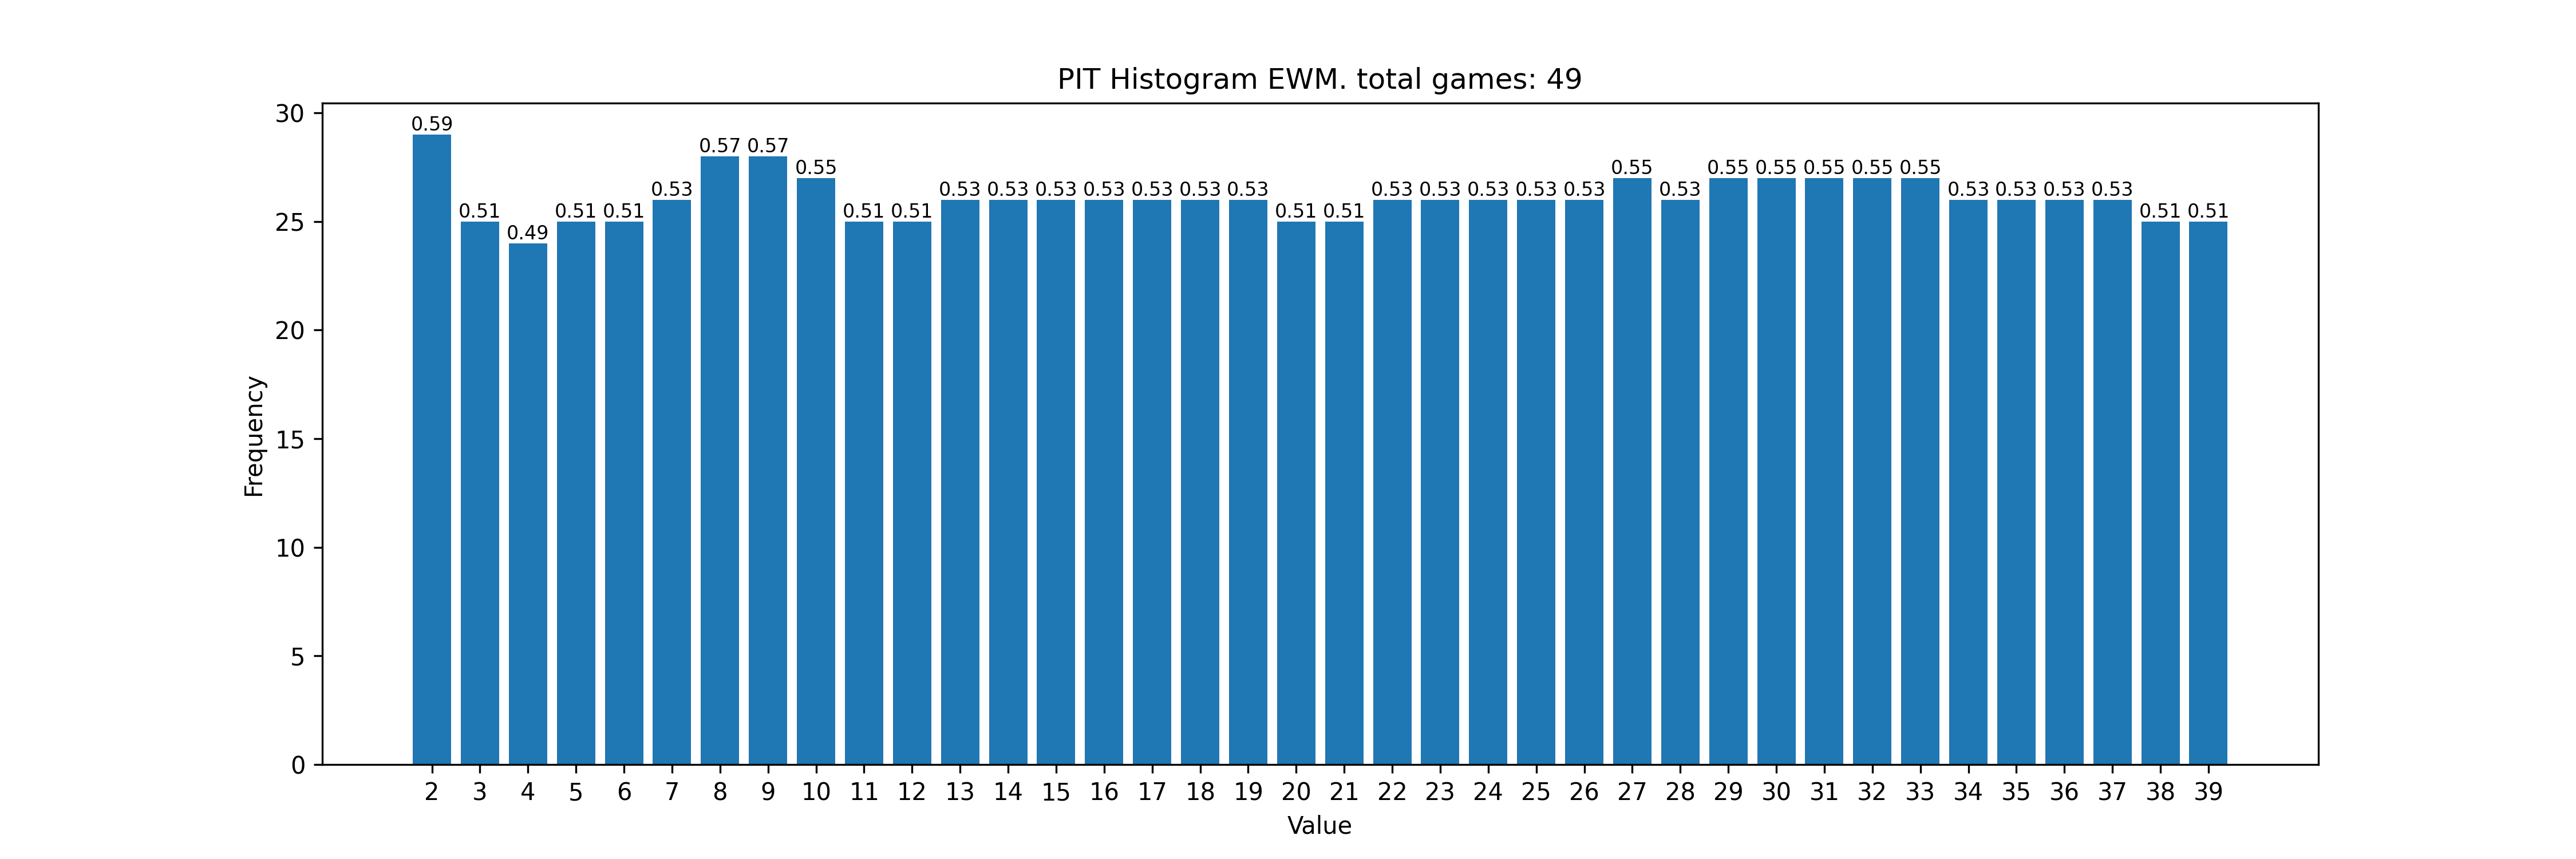 PIT Histogram EWM. total games: 49
30
25
20
15
10
5
0
Frequency
0.59 0.51 0.49 0.51 0.51 0.53 0.57 0.57 0.55 0.51 0.51 0.53 0.53 0.53 0.53 0.53 0.53 0.53 0.51 0.51 0.53 0.53 0.53 0.53 0.53 0.55 0.53 0.55 0.55 0.55 0.55 0.55 0.53 0.53 0.53 0.53 0.51 0.51
2 3 4 5 6 7 8 9 10 11 12 13 14 15 16 17 18 19 20 21 22 23 24 25 26 27 28 29 30 31 32 33 34 35 36 37 38 39
Value